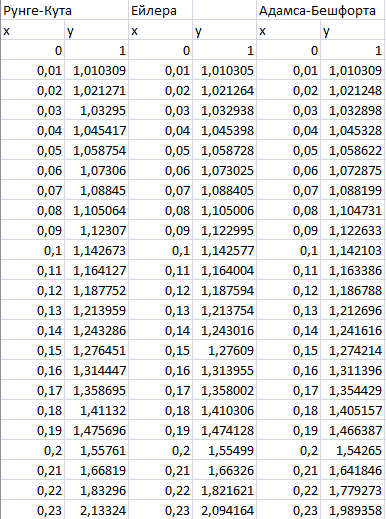 Рунге-Кута Ейлера Адамса-Бешфорта
x y x y x y
0 1 0 1 0 1
0,01 1,010309 0,01 1,010305 0,01 1,010309
0,02 1,021271 0,02 1,021264 0,02 1,021248
0,03 1,03295 0,03 1,032938 0,03 1,032898
0,04 1,045417 0,04 1,045398 0,04 1,045328
0,05 1,058754 0,05 1,058728 0,05 1,058622
0,06 1,07306 0,06 1,073025 0,06 1,072875
0,07 1,08845 0,07 1,088405 0,07 1,088199
0,08 1,105064 0,08 1,105006 0,08 1,104731
0,09 1,12307 0,09 1,122995 0,09 1,122633
0,1 1,142673 0,1 1,142577 0,1 1,142103
0,11 1,164127 0,11 1,164004 0,11 1,163386
0,12 1,187752 0,12 1,187594 0,12 1,186788
0,13 1,213959 0,13 1,213754 0,13 1,212696
0,14 1,243286 0,14 1,243016 0,14 1,241616
0,15 1,276451 0,15 1,27609 0,15 1,274214
0,16 1,314447 0,16 1,313955 0,16 1,311396
0,17 1,358695 0,17 1,358002 0,17 1,354429
0,18 1,41132 0,18 1,410306 0,18 1,405157
0,19 1,475696 0,19 1,474128 0,19 1,466387
0,2 1,55761 0,2 1,55499 0,2 1,54265
0,21 1,66819 0,21 1,66326 0,21 1,641846
0,22 1,83296 0,22 1,821621 0,22 1,779273
0,23 2,13324 0,23 2,094164 0,23 1,989358